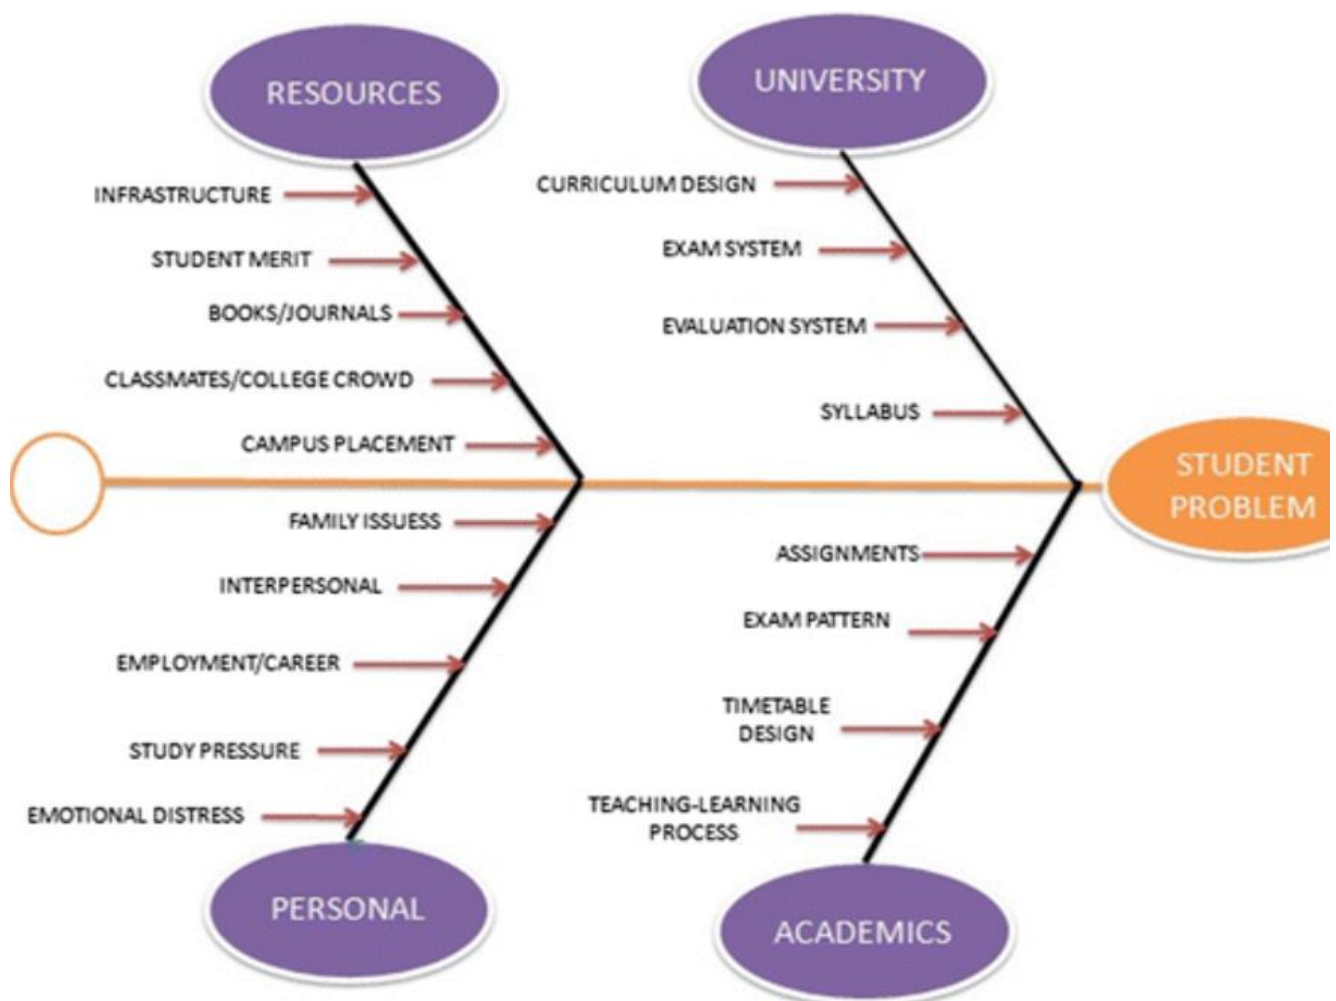 RESOURCES
UNIVERSITY
INFRASTRUCTURE
STUDENT MERIT
BOOKS/JOURNALS
CLASSMATES/COLLEGE CROWD
CAMPUS PLACEMENT
CURRICULUM DESIGN
EXAM SYSTEM
EVALUATION SYSTEM
SYLLABUS
STUDENT
PROBLEM
FAMILY ISSUESS
INTERPERSONAL
EMPLOYMENT/CAREER
STUDY PRESSURE
EMOTIONAL DISTRESS
ASSIGNMENTS
EXAM PATTERN
TIMETABLE
DESIGN
TEACHING-LEARNING
PROCESS
PERSONAL
ACADEMICS